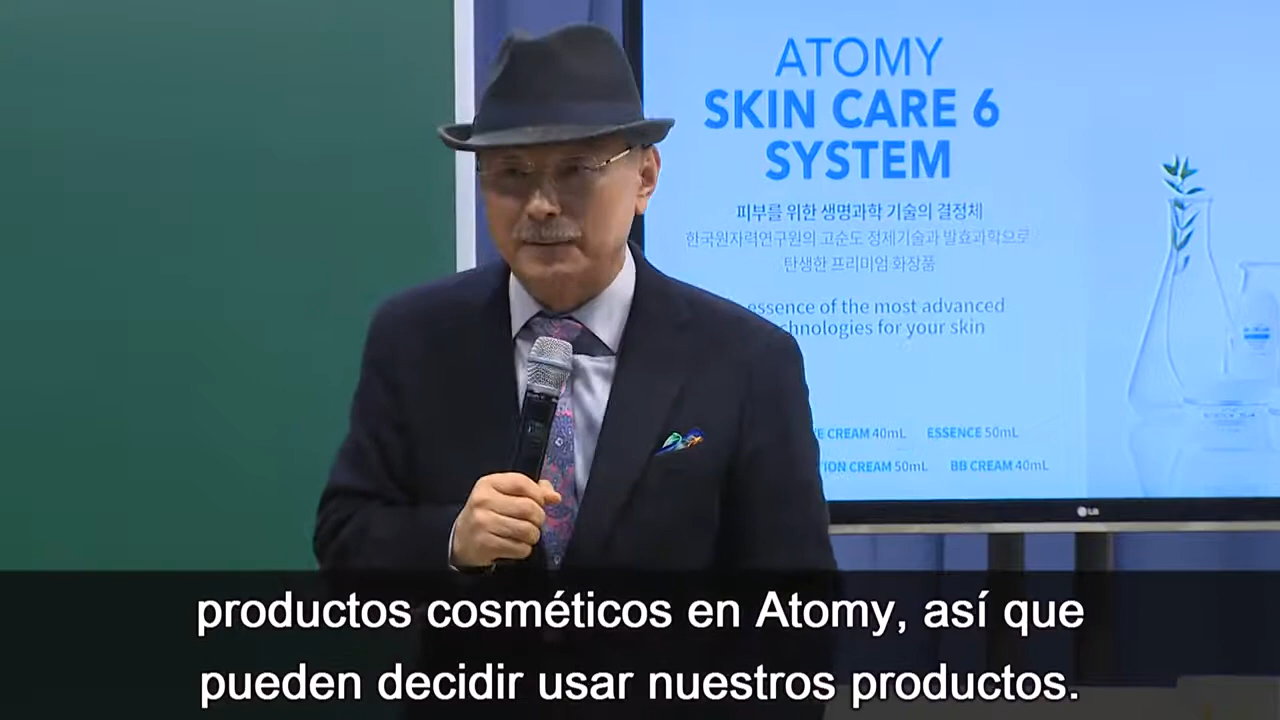 ATOMY
SKIN CARE 6
SYSTEM
피부를 위한 생명과학 기술의 결정체
한국원자력연구원의 고순도 정제기술과 발효과학으로
탄생한 프리미엄 화장품
essence of the most advanced
chnologies for your skin
E CREAM 40mL ESSENCE 50mL
ION CREAM 50mL BB CREAM 40mL
LG
productos cosméticos en Atomy, así que
pueden decidir usar nuestros productos.